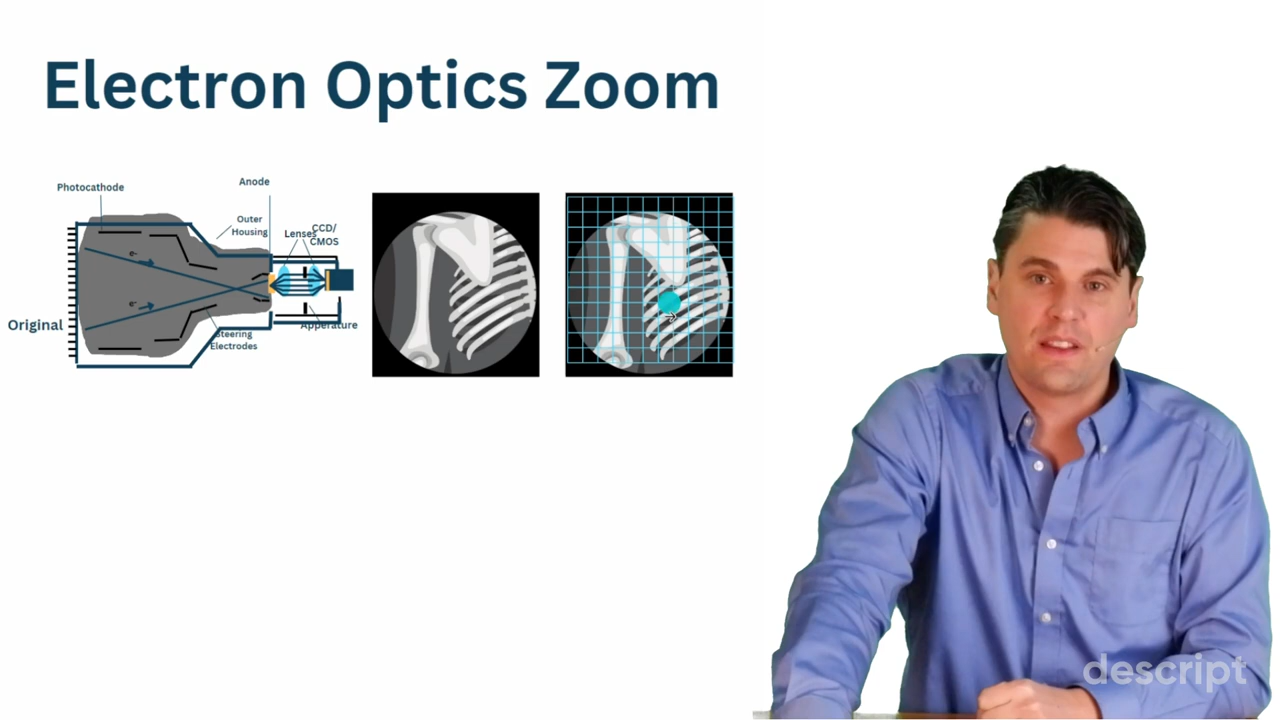 Electron Optics Zoom
Photocathode
Anode
Outer
Housing
Lenses
CCD/
CMOS
e-
e-
Original
Steering
Electrodes
Apperature
descript